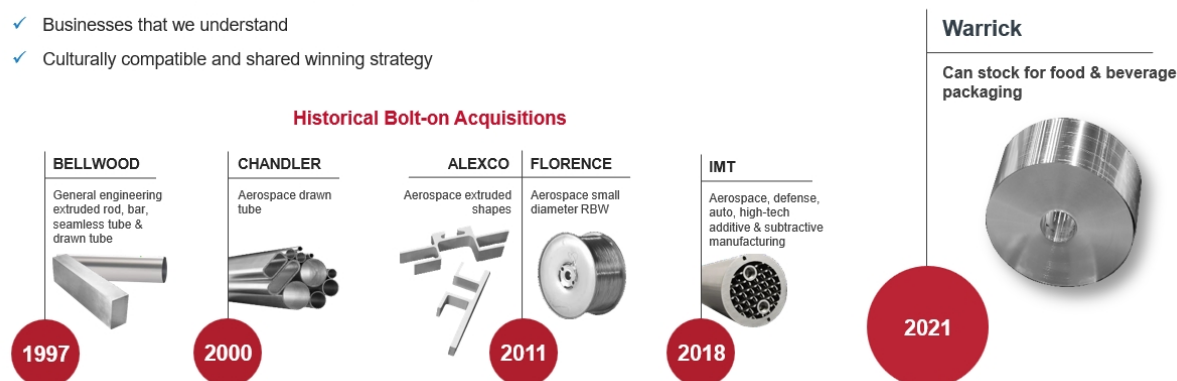 Businesses that we understand
Culturally compatible and shared winning strategy
Historical Bolt-on Acquisitions
BELLWOOD
General engineering
extruded rod, bar,
seamless tube &
drawn tube
1997
CHANDLER
Aerospace drawn
tube
2000
ALEXCO
Aerospace extruded
shapes
FLORENCE
Aerospace small
diameter RBW
2011
IMT
Aerospace, defense,
auto, high-tech
additive & subtractive
manufacturing
2018
Warrick
Can stock for food & beverage
packaging
2021